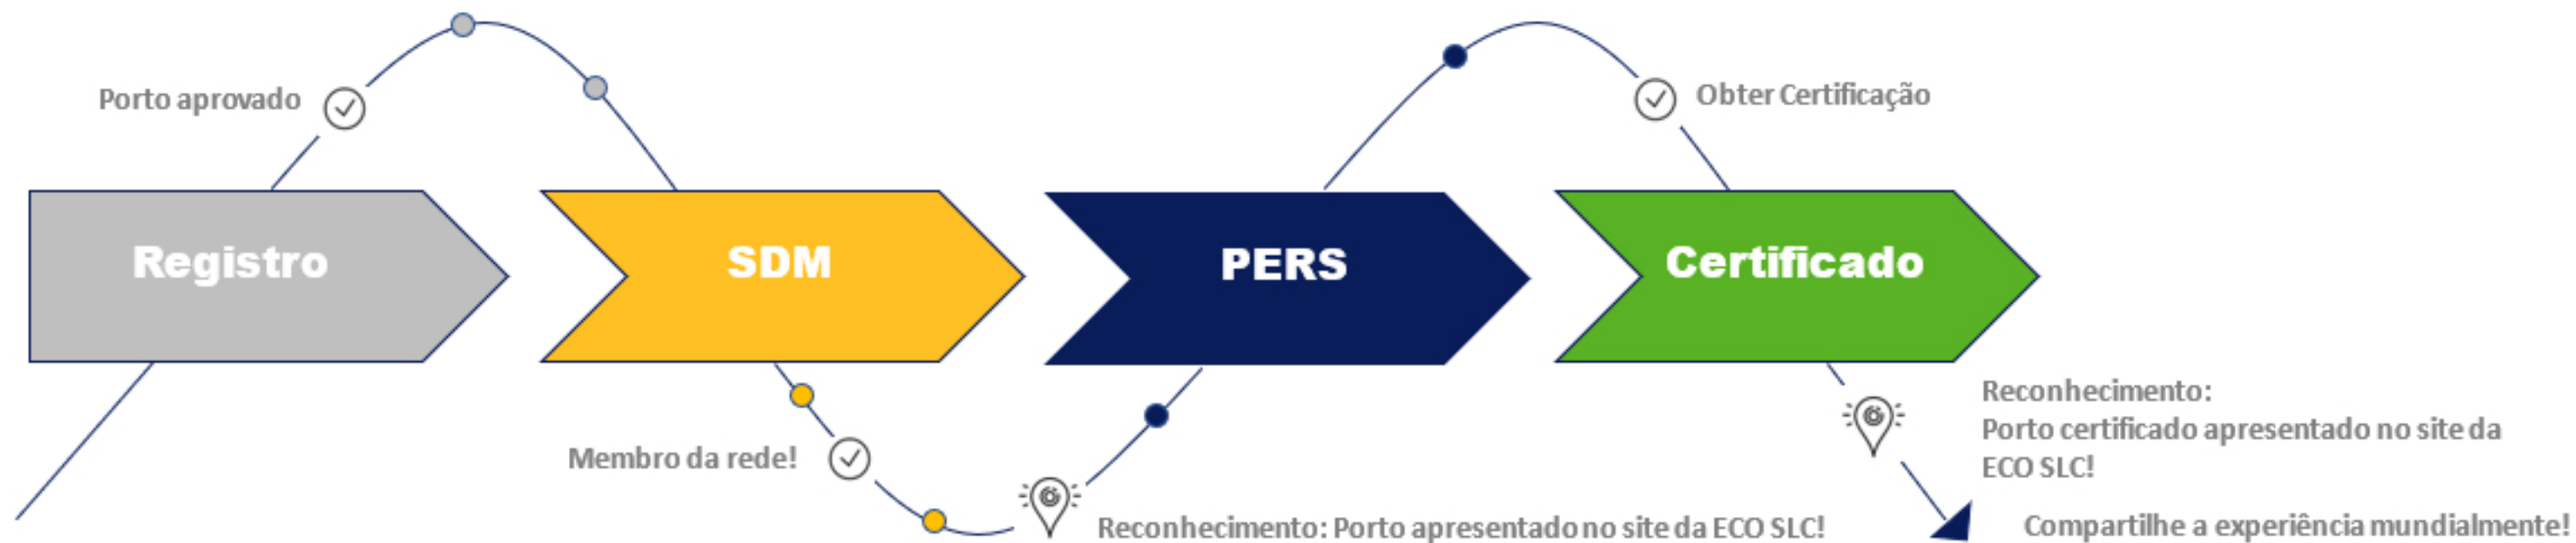 Porto aprovado
Obter Certificação
Registro
SDM
PERS
Certificado
Membro da rede!
Reconhecimento: Porto apresentado no site da ECO SLC!
Reconhecimento:
Porto certificado apresentado no site da
ECO SLC!
Compartilhe a experiência mundialmente!